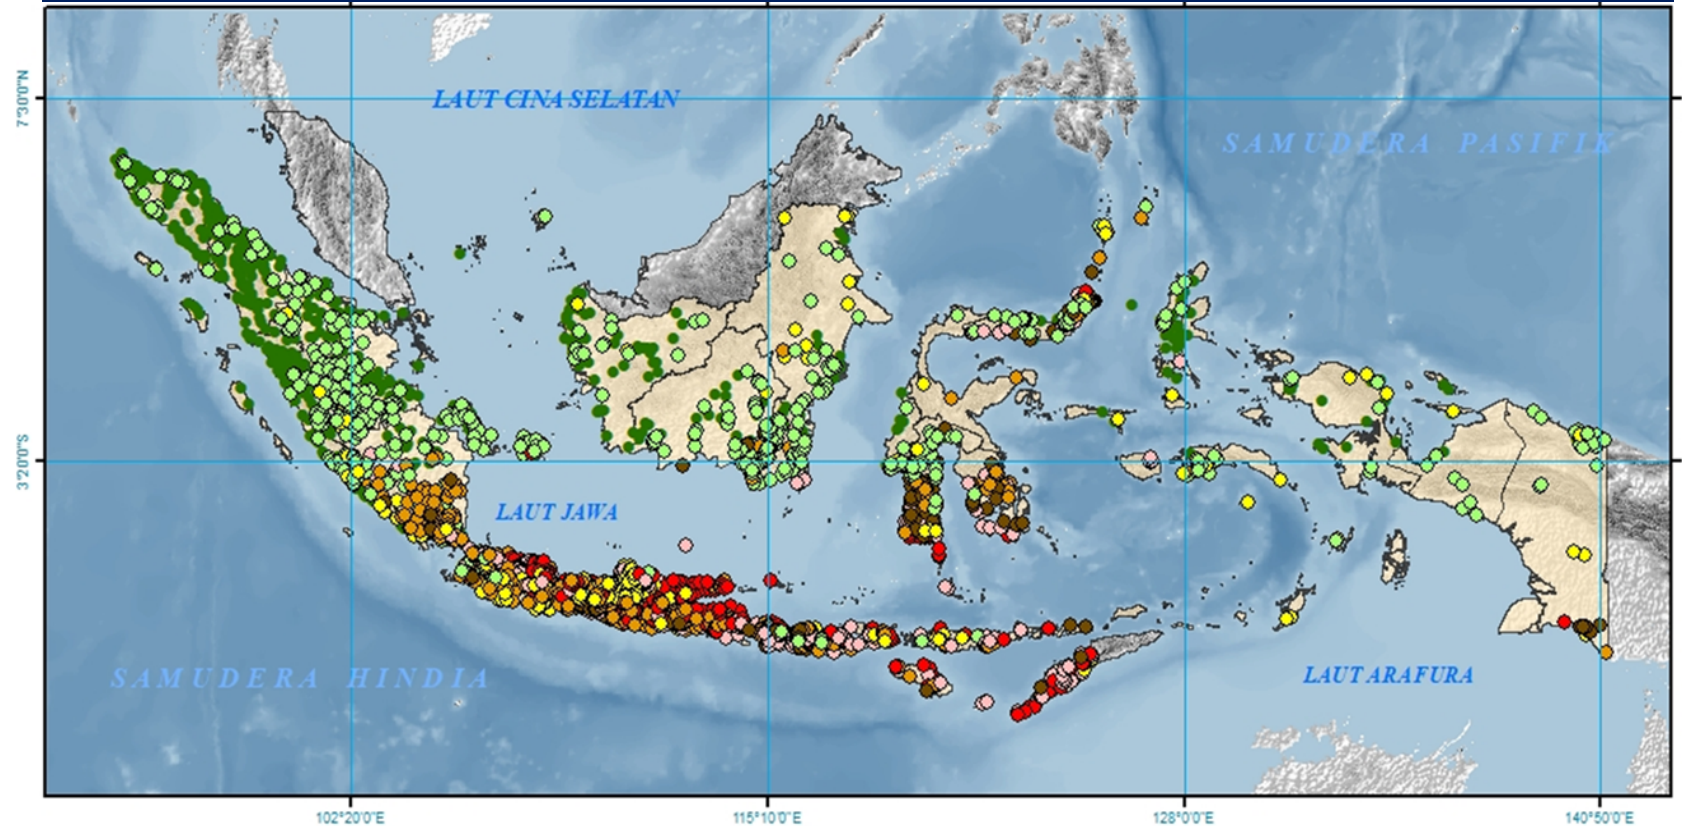 7°30'0"N
LAUT CINA SELATAN
SAMUDERA PASIFIK
3°20'0"S
LAUT JAWA
SAMUDERA HINDIA
LAUT ARAFURA
102°20'0"E
115°10'0"E
128°0'0"E
140°50'0"E